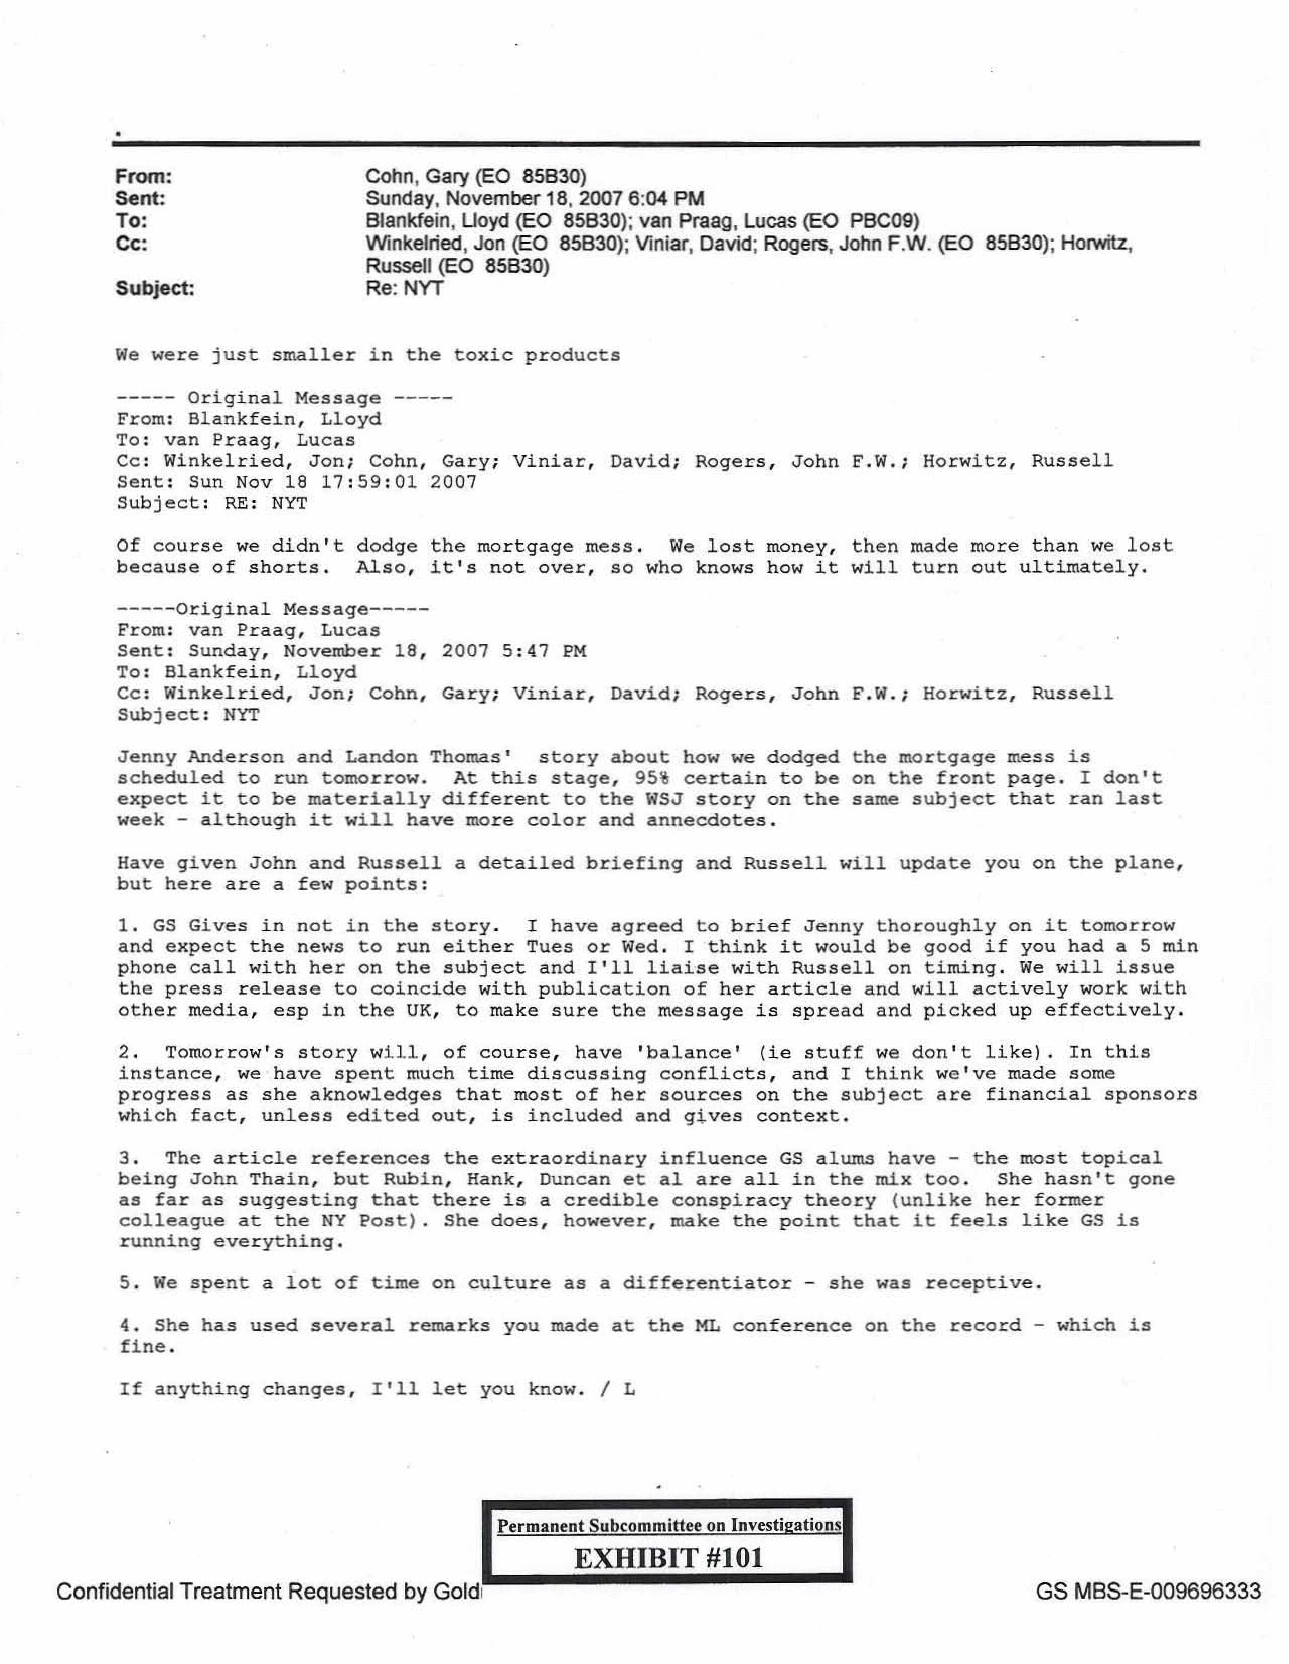 From: Cohn, Gary (EO 85B30)
Sent: Sunday, November 18, 2007 6:04 PM
To: Blankfein, Lloyd (EO 85B30); van Praag, Lucas (EO PBC09)
Cc: Winkelried, Jon (EO 85B30); Viniar, David; Rogers, John F.W. (EO 85B30); Horwitz,
Russell (EO 85B30)
Subject: Re: NYT
We were just smaller in the toxic products
----- Original Message -----
From: Blankfein, Lloyd
To: van Praag, Lucas
Cc: Winkelried, Jon; Cohn, Gary; Viniar, David; Rogers, John F.W.; Horwitz, Russell
Sent: Sun Nov 18 17:59:01 2007
Subject: RE: NYT
Of course we didn't dodge the mortgage mess. We lost money, then made more than we lost
because of shorts. Also, it's not over, so who knows how it will turn out ultimately.
-----Original Message-----
From: van Praag, Lucas
Sent: Sunday, November 18, 2007 5:47 PM
To: Blankfein, Lloyd
Cc: Winkelried, Jon; Cohn, Gary; Viniar, David; Rogers, John F.W.; Horwitz, Russell
Subject: NYT
Jenny Anderson and Landon Thomas' story about how we dodged the mortgage mess is
scheduled to run tomorrow. At this stage, 95% certain to be on the front page. I don't
expect it to be materially different to the WSJ story on the same subject that ran last
week - although it will have more color and annecdotes.
Have given John and Russell a detailed briefing and Russell will update you on the plane,
but here are a few points:
1. GS Gives in not in the story. I have agreed to brief Jenny thoroughly on it tomorrow
and expect the news to run either Tues or Wed. I think it would be good if you had a 5 min
phone call with her on the subject and I'll liaise with Russell on timing. We will issue
the press release to coincide with publication of her article and will actively work with
other media, esp in the UK, to make sure the message is spread and picked up effectively.
2. Tomorrow's story will, of course, have 'balance' (ie stuff we don't like). In this
instance, we have spent much time discussing conflicts, and I think we've made some
progress as she aknowledges that most of her sources on the subject are financial sponsors
which fact, unless edited out, is included and gives context.
3. The article references the extraordinary influence GS alums have - the most topical
being John Thain, but Rubin, Hank, Duncan et al are all in the mix too. She hasn't gone
as far as suggesting that there is a credible conspiracy theory (unlike her former
colleague at the NY Post). She does, however, make the point that it feels like GS is
running everything.
5. We spent a lot of time on culture as a differentiator - she was receptive.
4. She has used several remarks you made at the ML conference on the record - which is
fine.
If anything changes, I'll let you know. / L
Permanent Subcommittee on Investigations
EXHIBIT #101
Confidential Treatment Requested by Gold
GS MBS-E-009696333